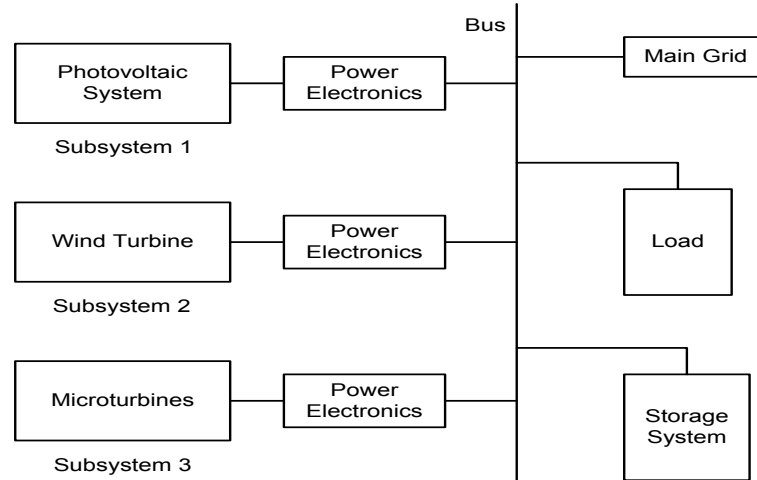 Bus
Photovoltaic
System
Power
Electronics
Main Grid
Subsystem 1
Wind Turbine
Power
Electronics
Load
Subsystem 2
Microturbines
Power
Electronics
Storage
System
Subsystem 3